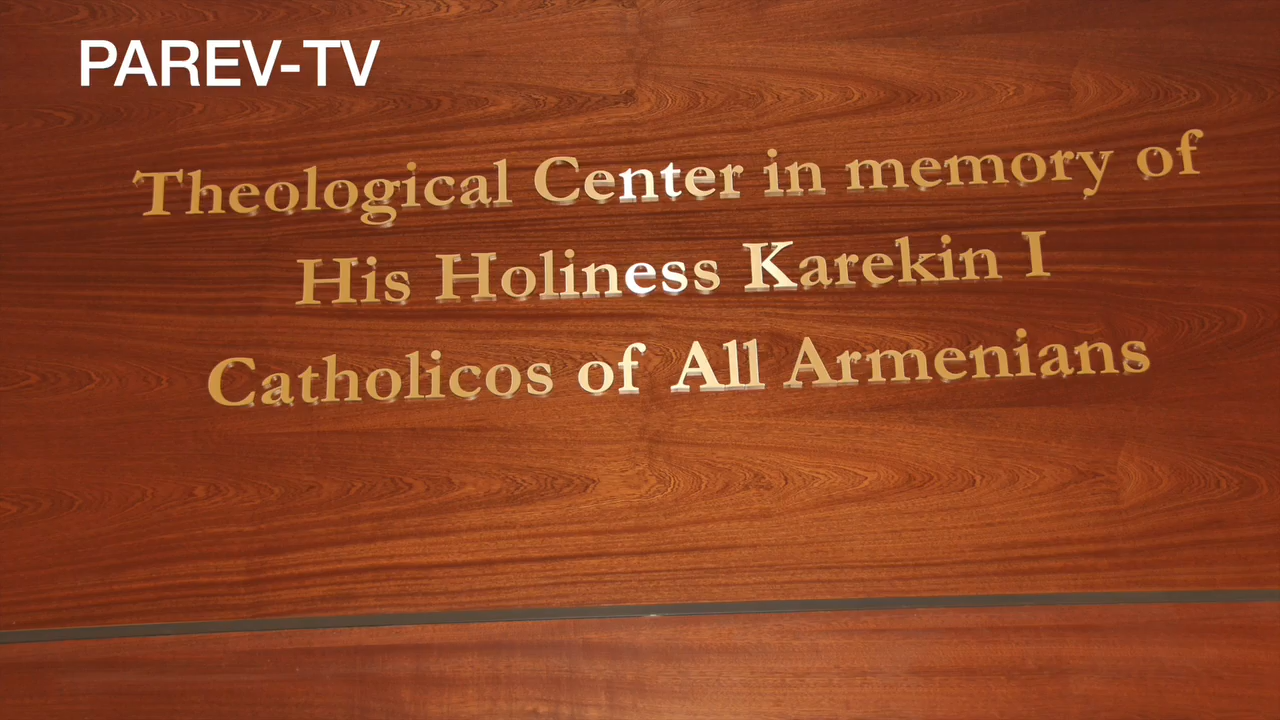 PAREV-TV
Theological Center in memory of
His Holiness Karekin I
Catholicos of All Armenians